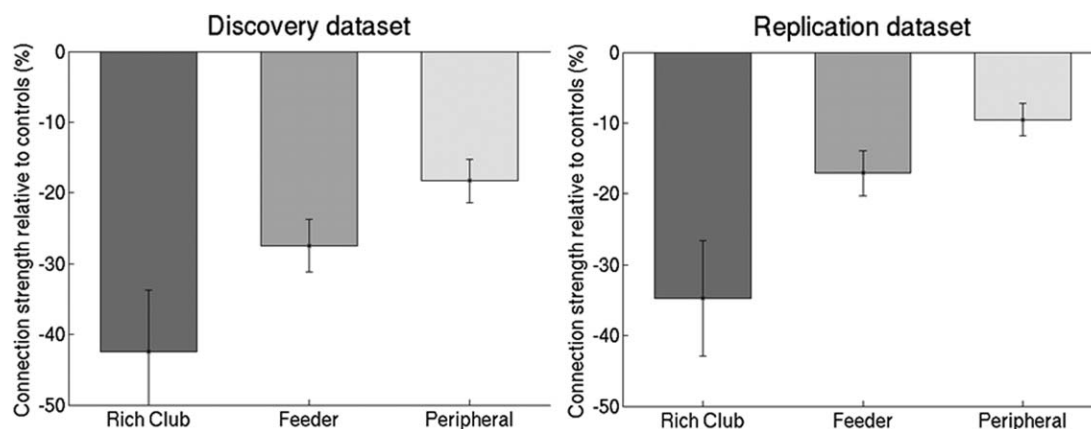 Discovery dataset
Connection strength relative to controls (%)
0
-10
-20
-30
-40
-50
Rich Club Feeder Peripheral
Replication dataset
Connection strength relative to controls (%)
0
-10
-20
-30
-40
-50
Rich Club Feeder Peripheral